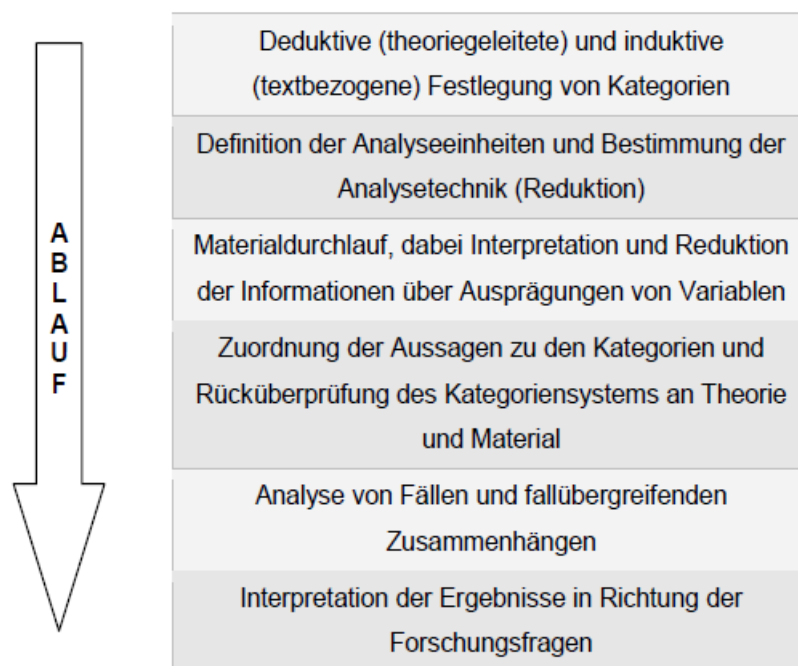 ABLAUF
Deduktive (theoriegeleitete) und induktive
(textbezogene) Festlegung von Kategorien
Definition der Analyseeinheiten und Bestimmung der
Analysetechnik (Reduktion)
Materialdurchlauf, dabei Interpretation und Reduktion
der Informationen über Ausprägungen von Variablen
Zuordnung der Aussagen zu den Kategorien und
Rücküberprüfung des Kategoriensystems an Theorie
und Material
Analyse von Fällen und fallübergreifenden
Zusammenhängen
Interpretation der Ergebnisse in Richtung der
Forschungsfragen